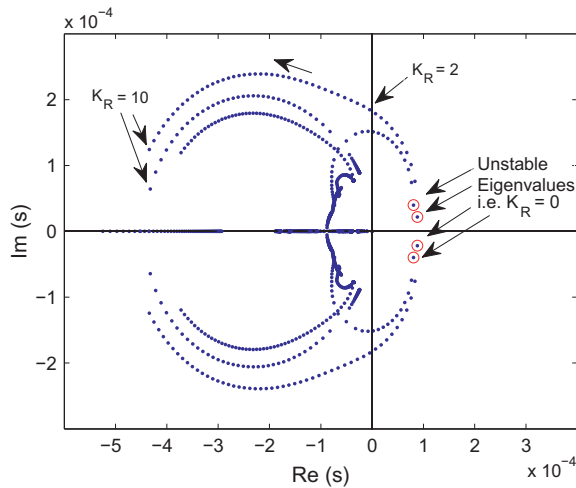 x 10⁻⁴
K_R = 2
K_R = 10
Unstable
Eigenvalues
i.e. K_R = 0
2
1
0
−1
−2
Im (s)
−5 −4 −3 −2 −1 0 1 2 3
Re (s)
x 10⁻⁴